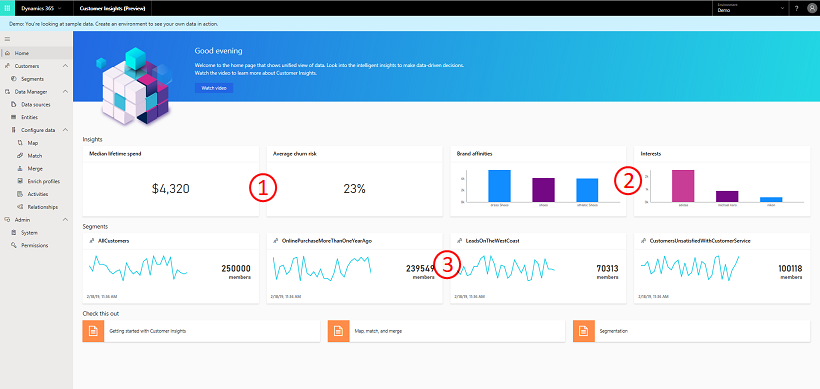 Dynamics 365
Customer Insights (Preview)
Environment
Demo
?
Demo: You're looking at sample data. Create an environment to see your own data in action.
Home
Customers
Segments
Data Manager
Data sources
Entities
Configure data
Map
Match
Merge
Enrich profiles
Activities
Relationships
Admin
System
Permissions
Good evening
Welcome to the home page that shows unified view of data. Look into the intelligent insights to make data-driven decisions.
Watch the video to learn more about Customer Insights.
Watch video
Insights
Median lifetime spend
$4,320
1
Average churn risk
23%
Brand affinities
2
Interests
Segments
AllCustomers
250000
members
2/18/19, 11:56 AM
OnlinePurchaseMoreThanOneYearAgo
239549
members
2/18/19, 11:56 AM
3
LeadsOnTheWestCoast
70313
members
2/18/19, 11:56 AM
CustomersUnsatisfiedWithCustomerService
100118
members
2/18/19, 11:56 AM
Check this out
Getting started with Customer Insights
Map, match, and merge
Segmentation